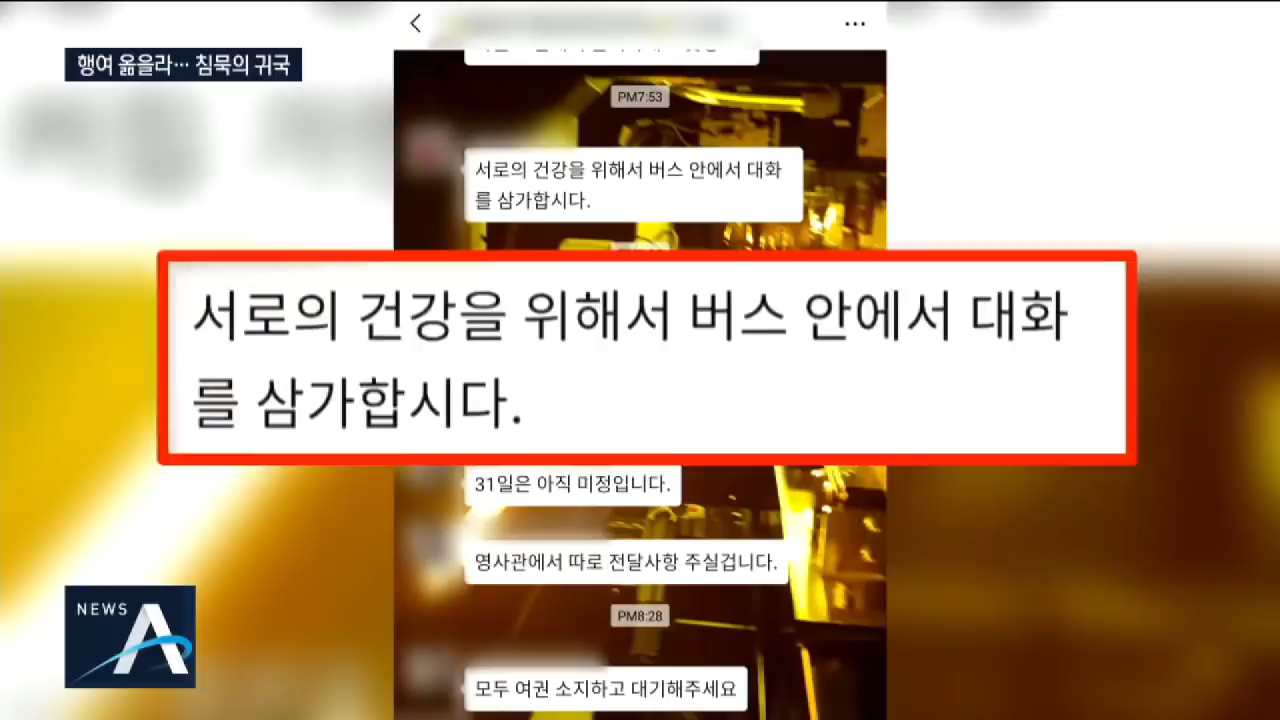 행여 옮을라… 침묵의 귀국
PM7:53
서로의 건강을 위해서 버스 안에서 대화
를 삼가합시다.
서로의 건강을 위해서 버스 안에서 대화
를 삼가합시다.
31일은 아직 미정입니다.
영사관에서 따로 전달사항 주실겁니다.
PM8:28
모두 여권 소지하고 대기해주세요
NEWS A